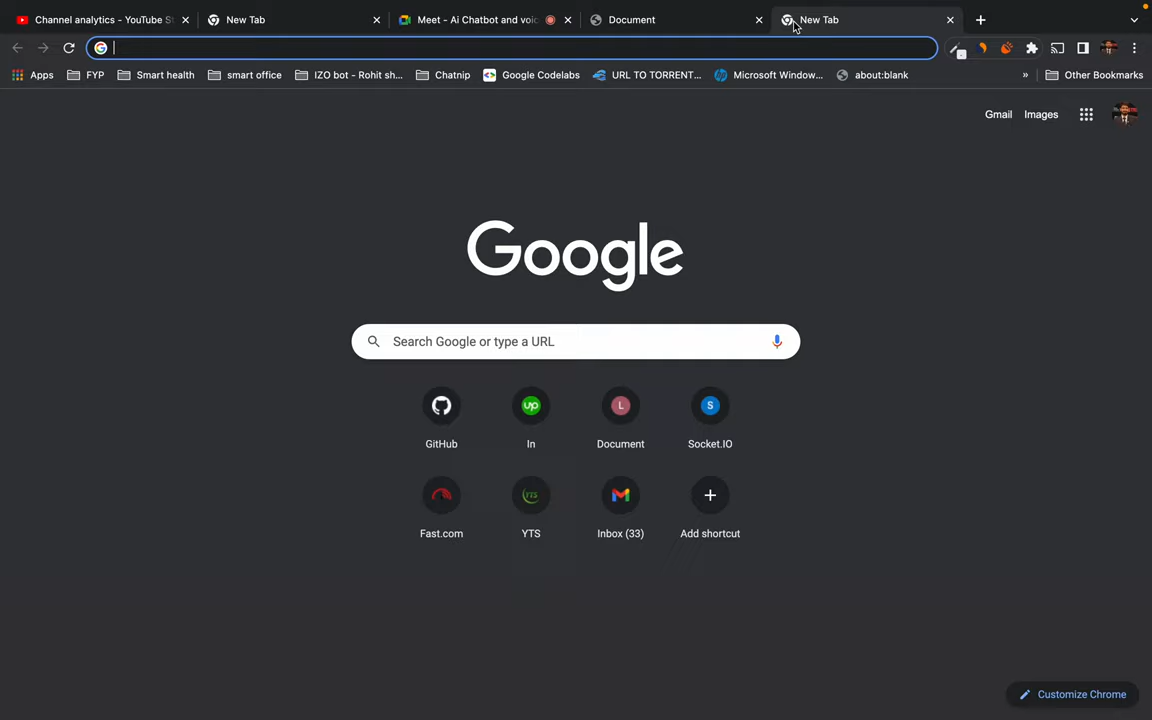 Channel analytics - YouTube St
New Tab
Meet - Ai Chatbot and voic
Document
New Tab
Apps
FYP
Smart health
smart office
IZO bot - Rohit sh...
Chatnip
Google Codelabs
URL TO TORRENT...
Microsoft Window...
about:blank
»
Other Bookmarks
Gmail
Images
Google
Search Google or type a URL
GitHub
In
L
Document
S
Socket.IO
Fast.com
YTS
YTS
Inbox (33)
Add shortcut
Customize Chrome